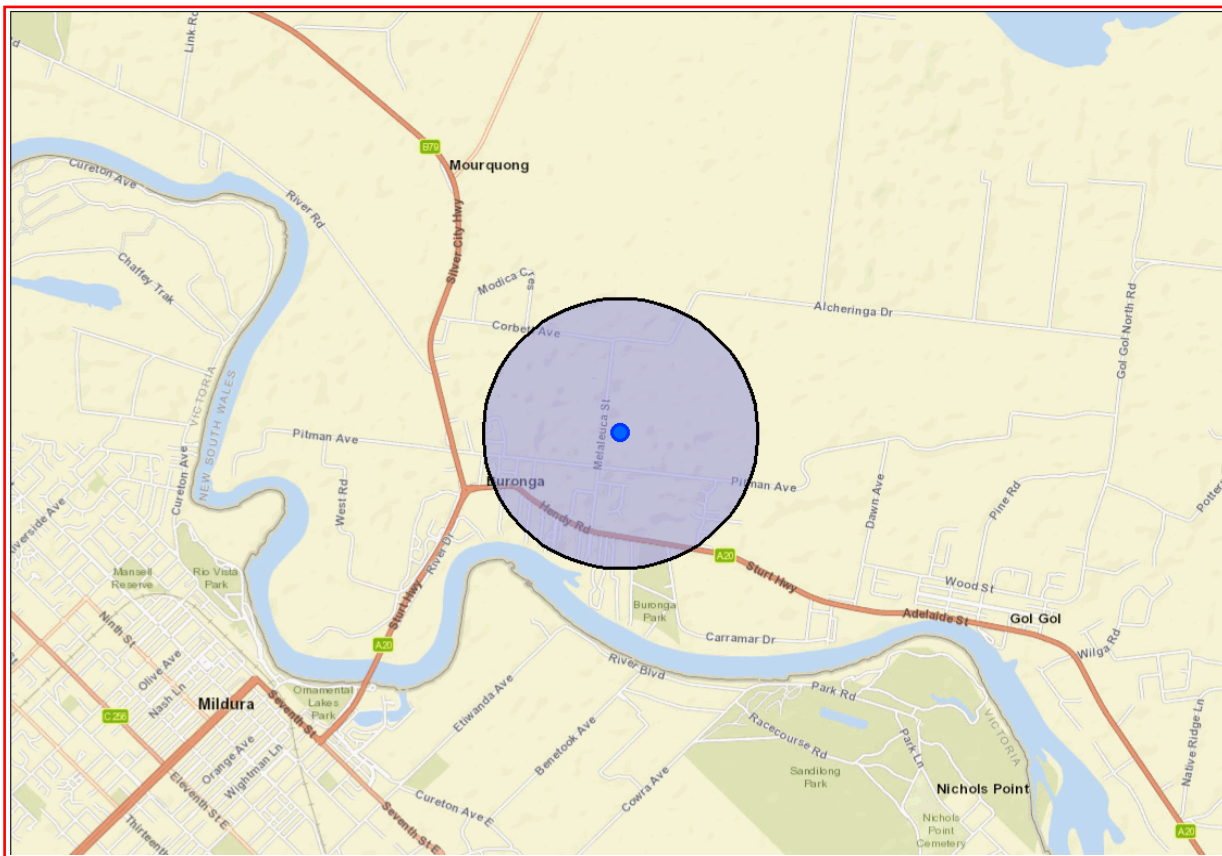 Link Rd
Rd
B79
Mourquong
Cureton Ave
River Rd
Silver City Hwy
Chaffey Trak
Modica Cres
Corbett Ave
Alcheringa Dr
Gol Gol North Rd
VICTORIA
NEW SOUTH WALES
Cureton Ave
Pitman Ave
Melaleuca St
Buronga
Pitman Ave
West Rd
Hendy Rd
Dawn Ave
Pine Rd
Riverside Ave
River Dr
A20
Sturt Hwy
Mansell
Reserve
Rio Vista
Park
Wood St
Buronga
Park
Adelaide St
Gol Gol
Ninth St
Sturt Hwy
A20
Carramar Dr
Wilga Rd
Olive Ave
Nash Ln
River Blvd
Park Rd
Ornamental
Lakes
Park
Mildura
Seventh St
Etiwanda Ave
VICTORIA
C256
Racecourse Rd
Park Ln
Native Ridge Ln
Orange Ave
Wightman Ln
Benetook Ave
Sandilong
Park
Cowra Ave
Nichols Point
Eleventh St E
Cureton Ave E
Nichols
Point
Cemetery
Thirteenth
Seventh St E
A20